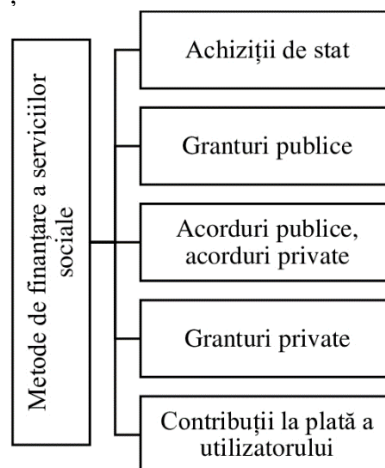 ,
Metode de finanțare a serviciilor
sociale
Achiziții de stat
Granturi publice
Acorduri publice,
acorduri private
Granturi private
Contribuții la plată a
utilizatorului